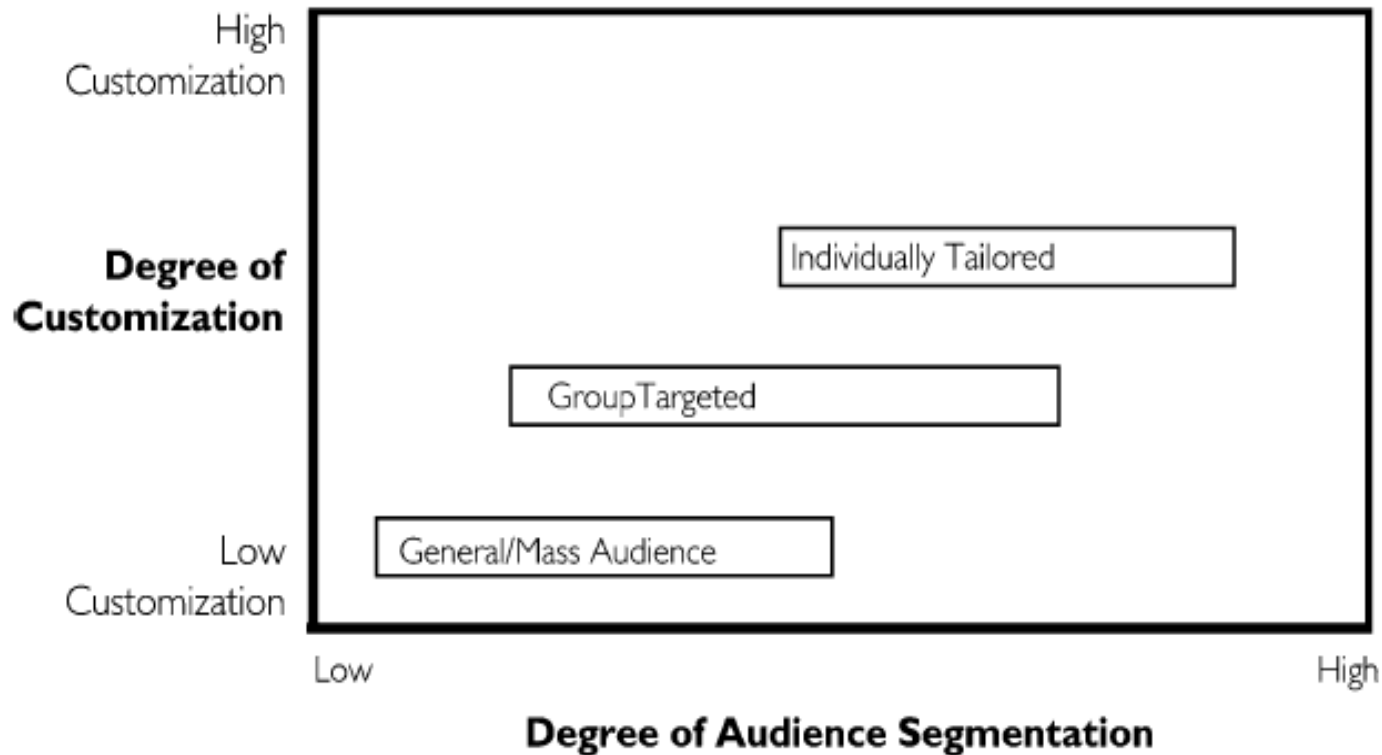 High
Customization
Individually Tailored
Degree of
Customization
GroupTargeted
General/Mass Audience
Low
Customization
Low
High
Degree of Audience Segmentation